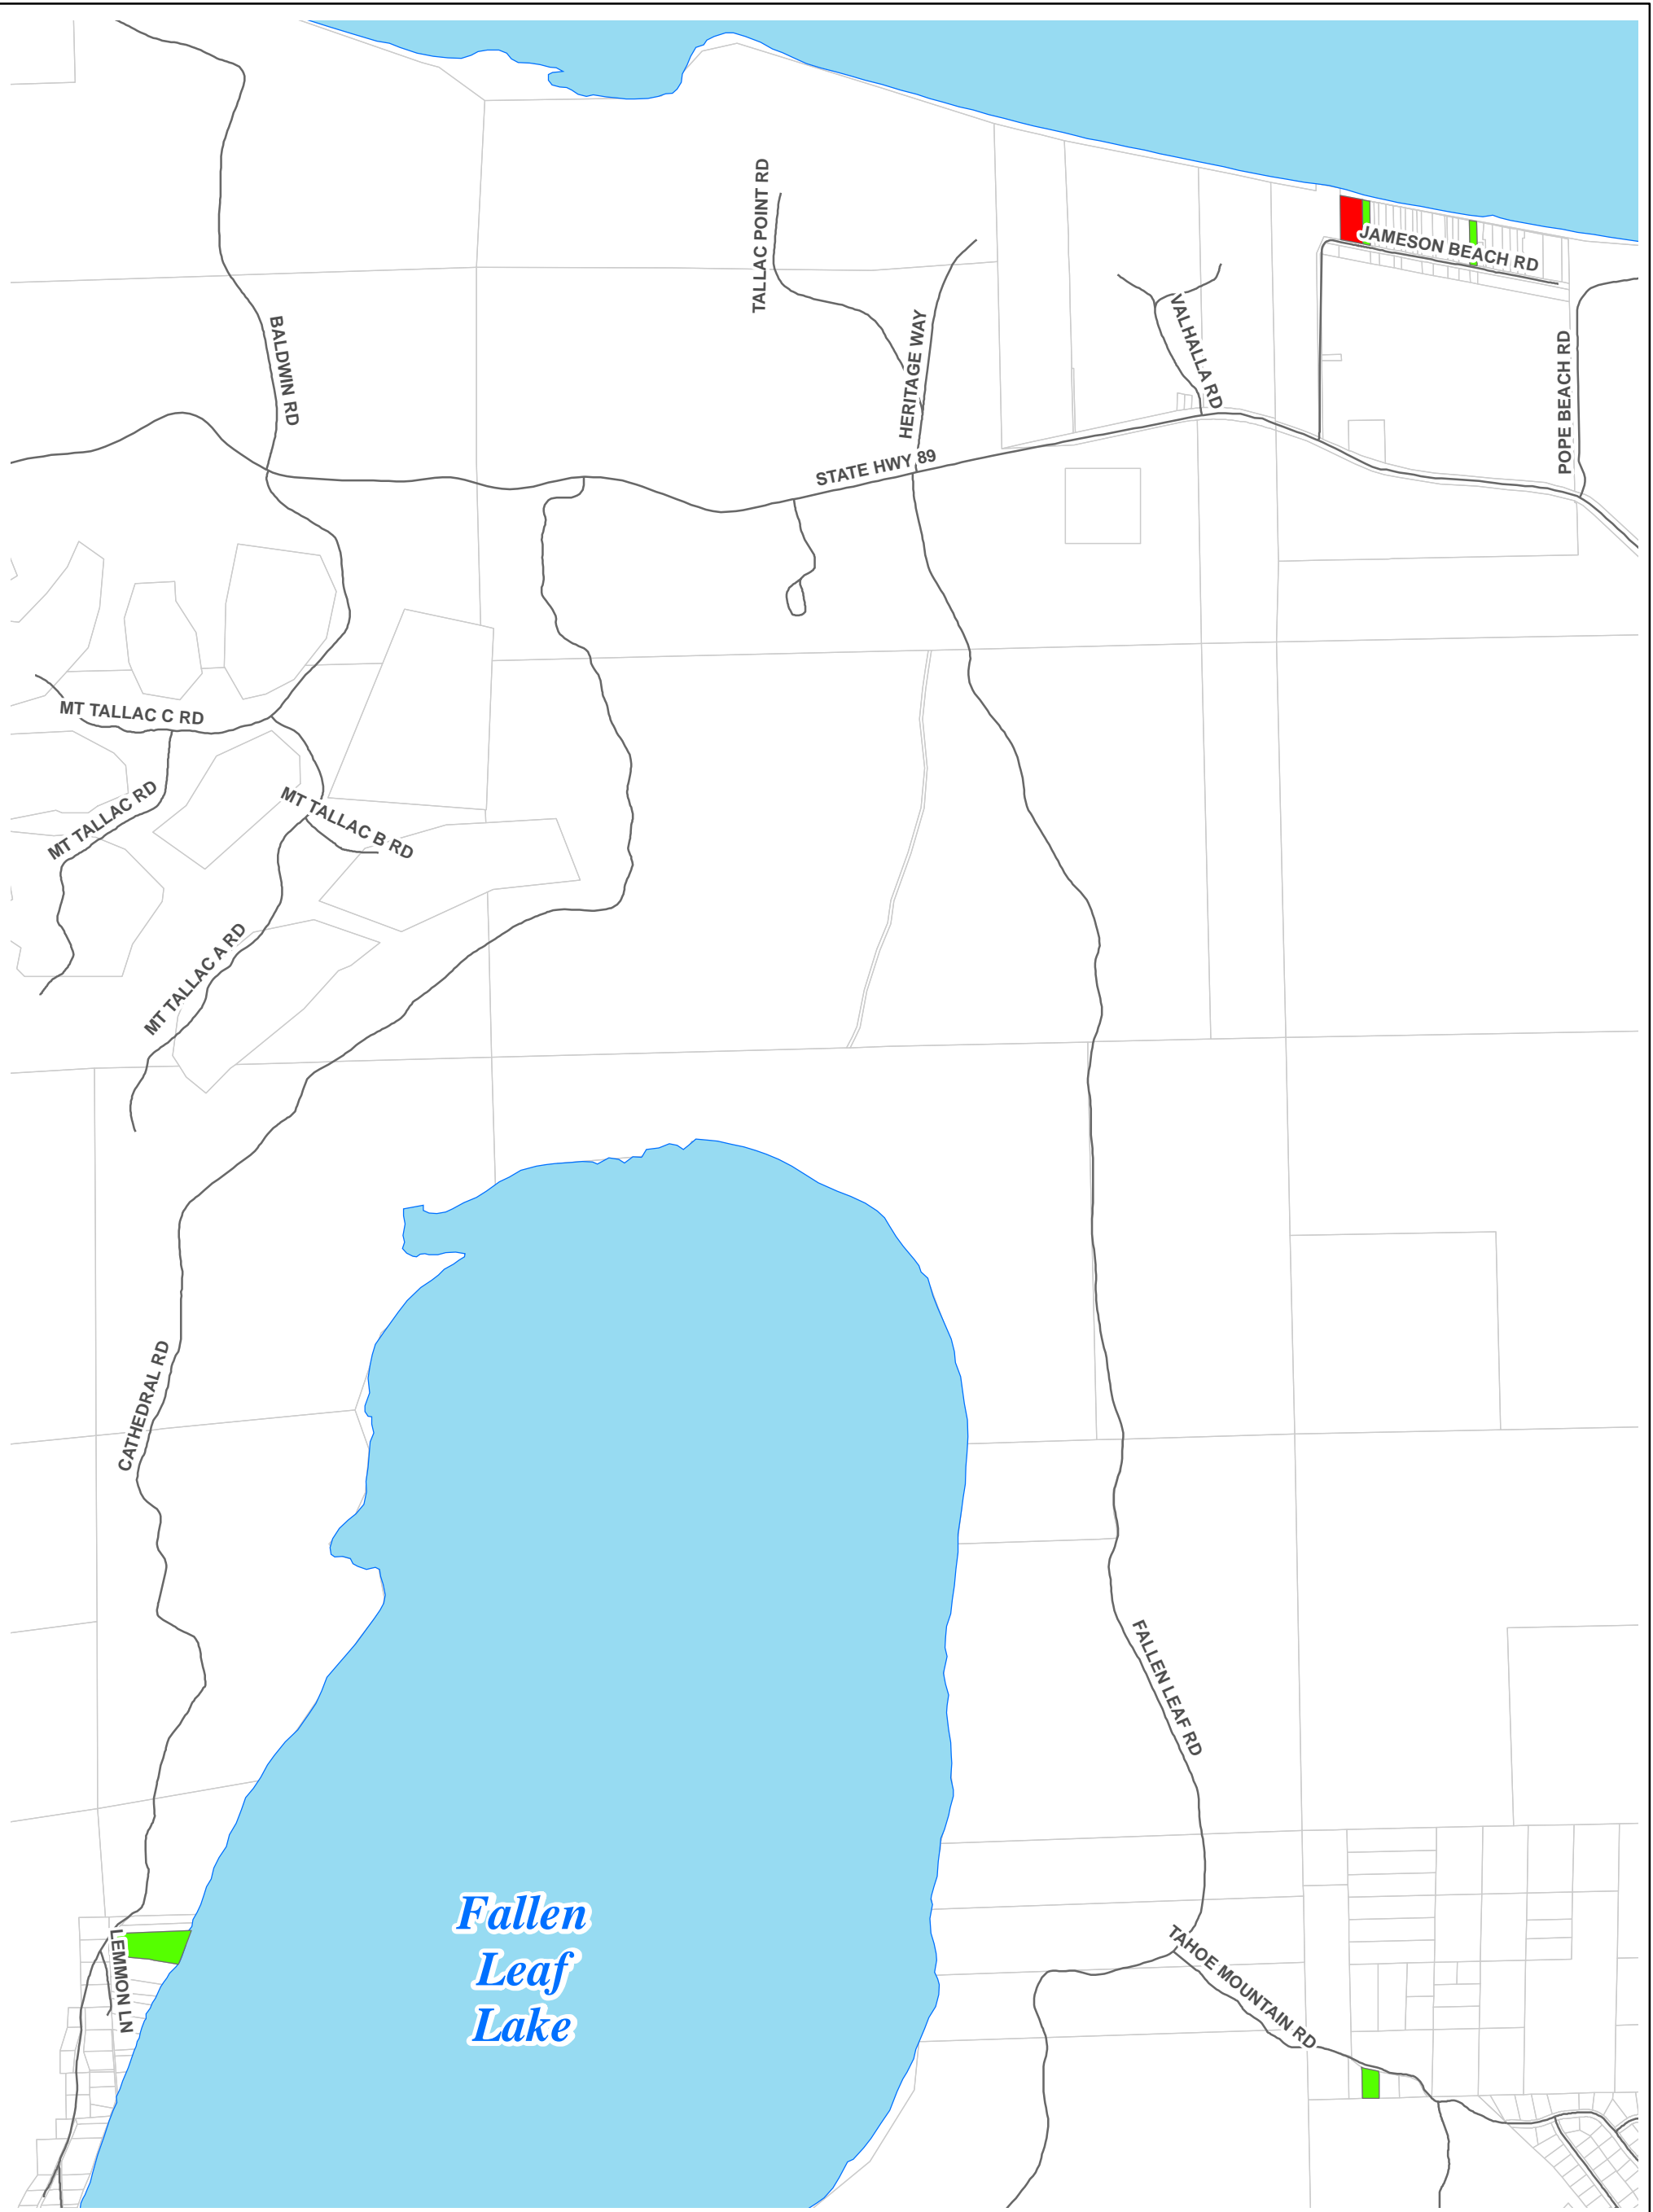 TALLAC POINT RD
JAMESON BEACH RD
BALDWIN RD
HERITAGE WAY
VALHALLA RD
POPE BEACH RD
STATE HWY 89
MT TALLAC C RD
MT TALLAC RD
MT TALLAC B RD
MT TALLAC A RD
CATHEDRAL RD
FALLEN LEAF RD
Fallen
Leaf
Lake
LEMMON LN
TAHOE MOUNTAIN RD